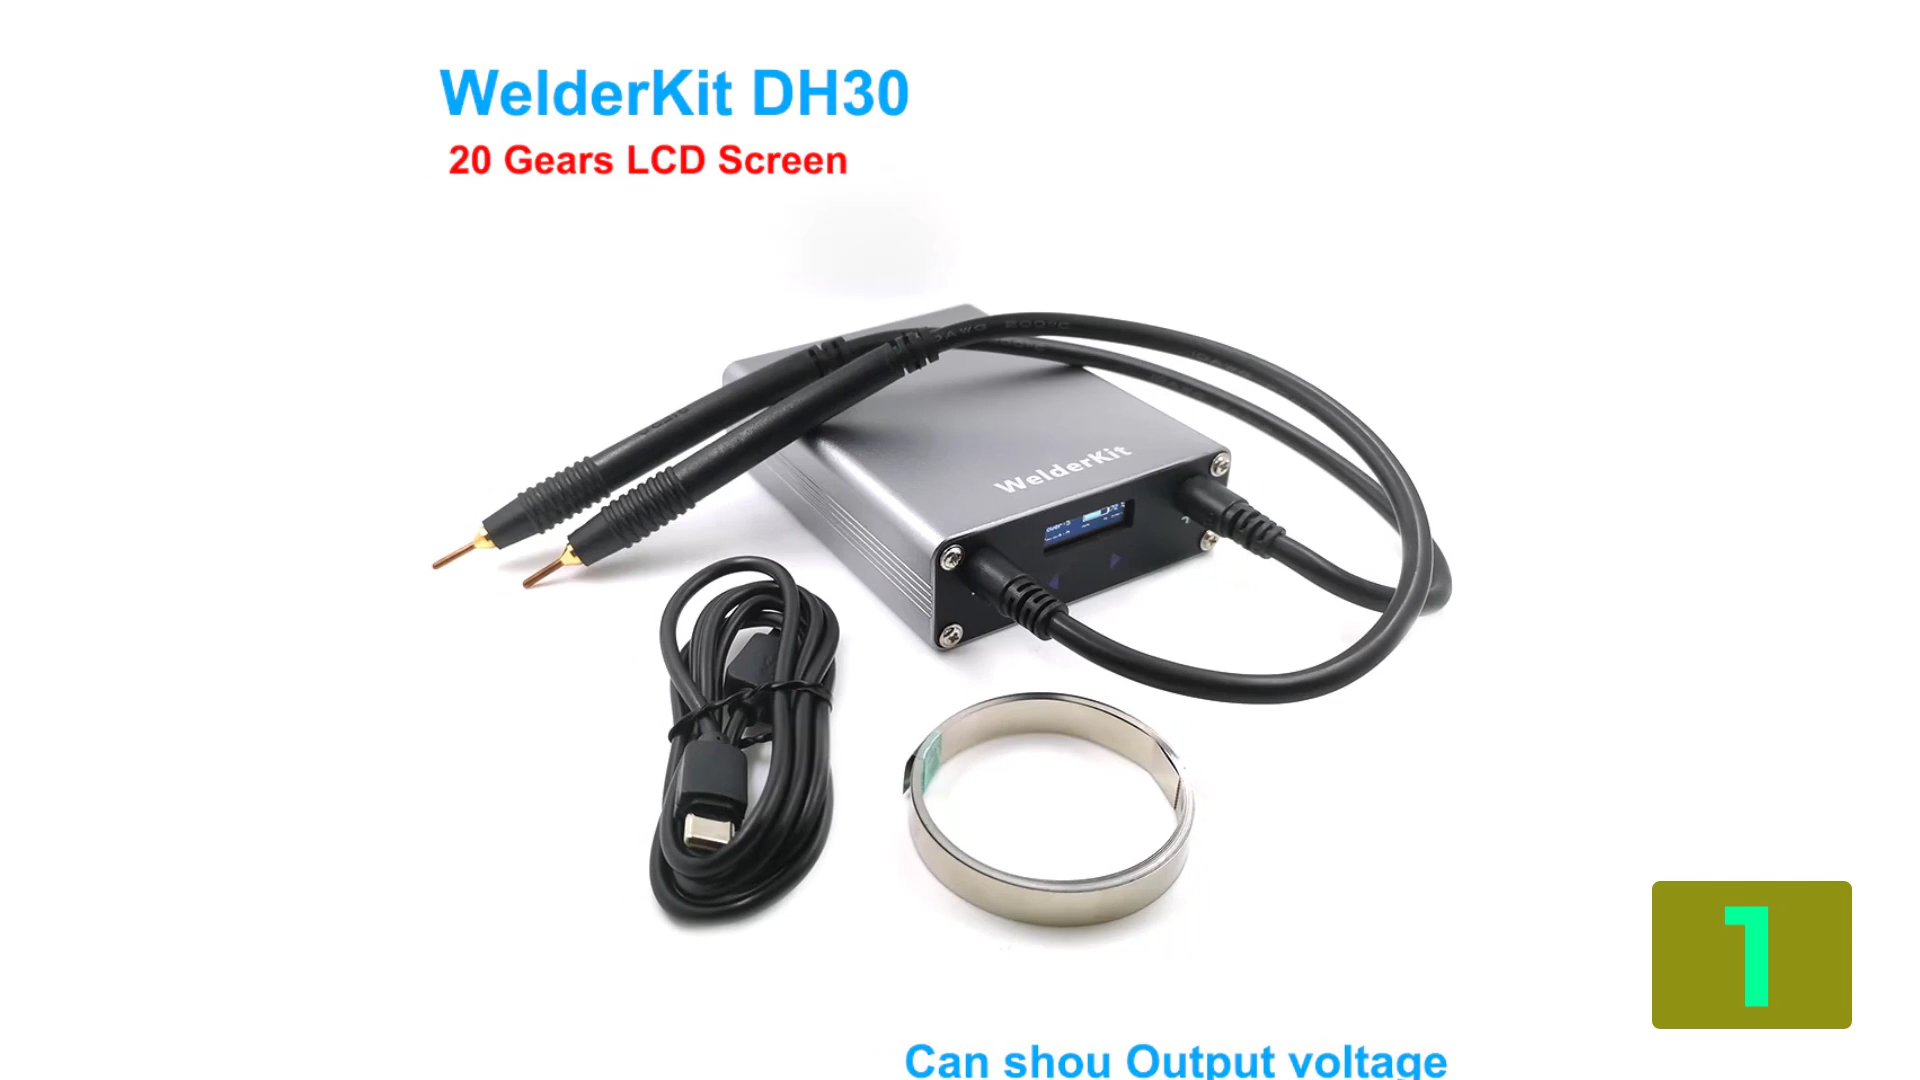 WelderKit DH30
20 Gears LCD Screen
WelderKit
1
Can shou Output voltage